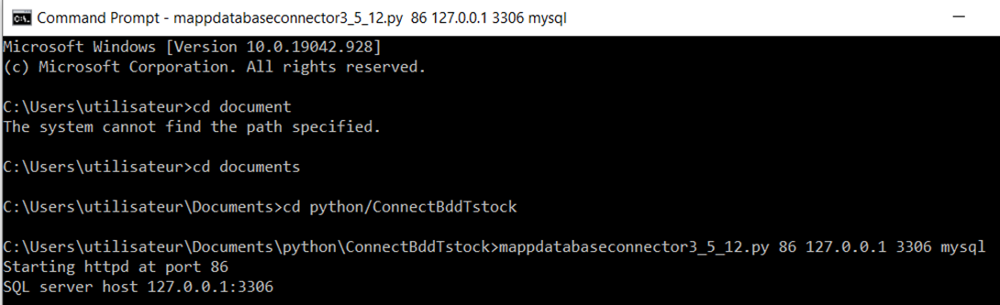 Command Prompt - mappdatabaseconnector3_5_12.py  86 127.0.0.1 3306 mysql
Microsoft Windows [Version 10.0.19042.928]
(c) Microsoft Corporation. All rights reserved.
C:\Users\utilisateur>cd document
The system cannot find the path specified.
C:\Users\utilisateur>cd documents
C:\Users\utilisateur\Documents>cd python/ConnectBddTstock
C:\Users\utilisateur\Documents\python\ConnectBddTstock>mappdatabaseconnector3_5_12.py 86 127.0.0.1 3306 mysql
Starting httpd at port 86
SQL server host 127.0.0.1:3306